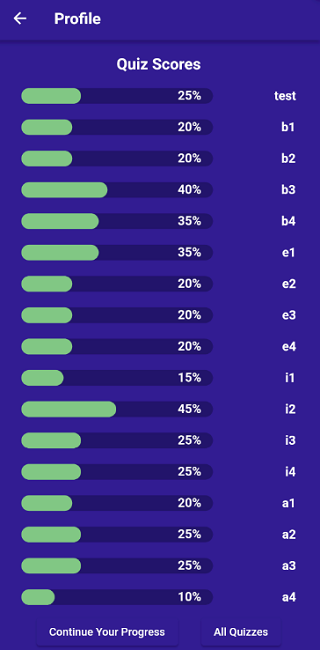 Profile
Quiz Scores
25% test
20% b1
20% b2
40% b3
35% b4
35% e1
20% e2
20% e3
20% e4
15% i1
45% i2
25% i3
25% i4
20% a1
25% a2
25% a3
10% a4
Continue Your Progress All Quizzes